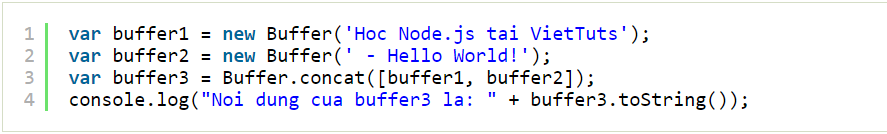 1 var buffer1 = new Buffer('Hoc Node.js tai VietTuts');
2 var buffer2 = new Buffer(' - Hello World!');
3 var buffer3 = Buffer.concat([buffer1, buffer2]);
4 console.log("Noi dung cua buffer3 la: " + buffer3.toString());